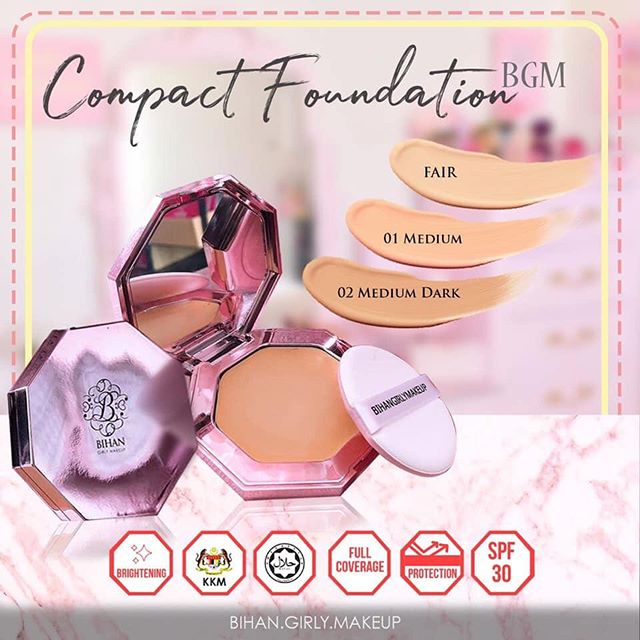 Compact Foundation
BGM
FAIR
01 MEDIUM
02 MEDIUM DARK
B
BIHAN
GIRLY MAKEUP
BIHANGIRLYMAKEUP
BRIGHTENING
KKM
حلال
FULL
COVERAGE
PROTECTION
SPF
30
BIHAN.GIRLY.MAKEUP